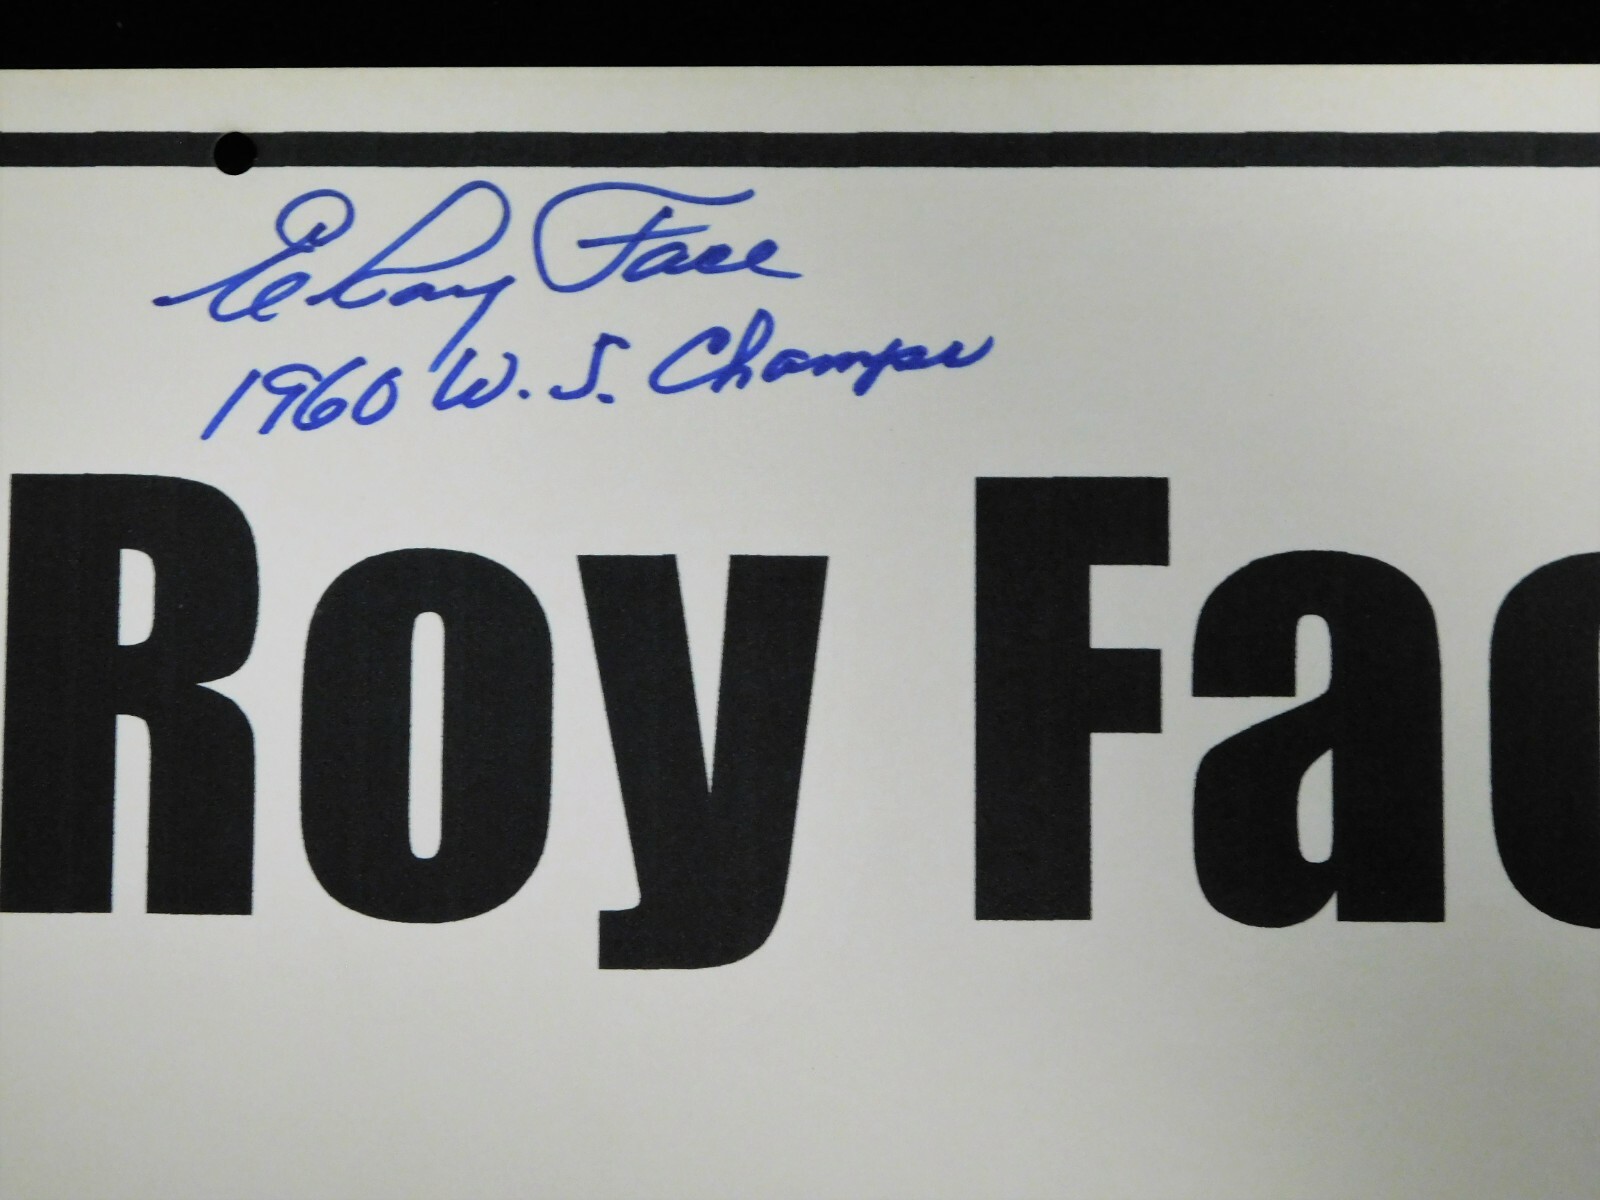 ElRoy Face
1960 W.S. Champs
Roy Fac